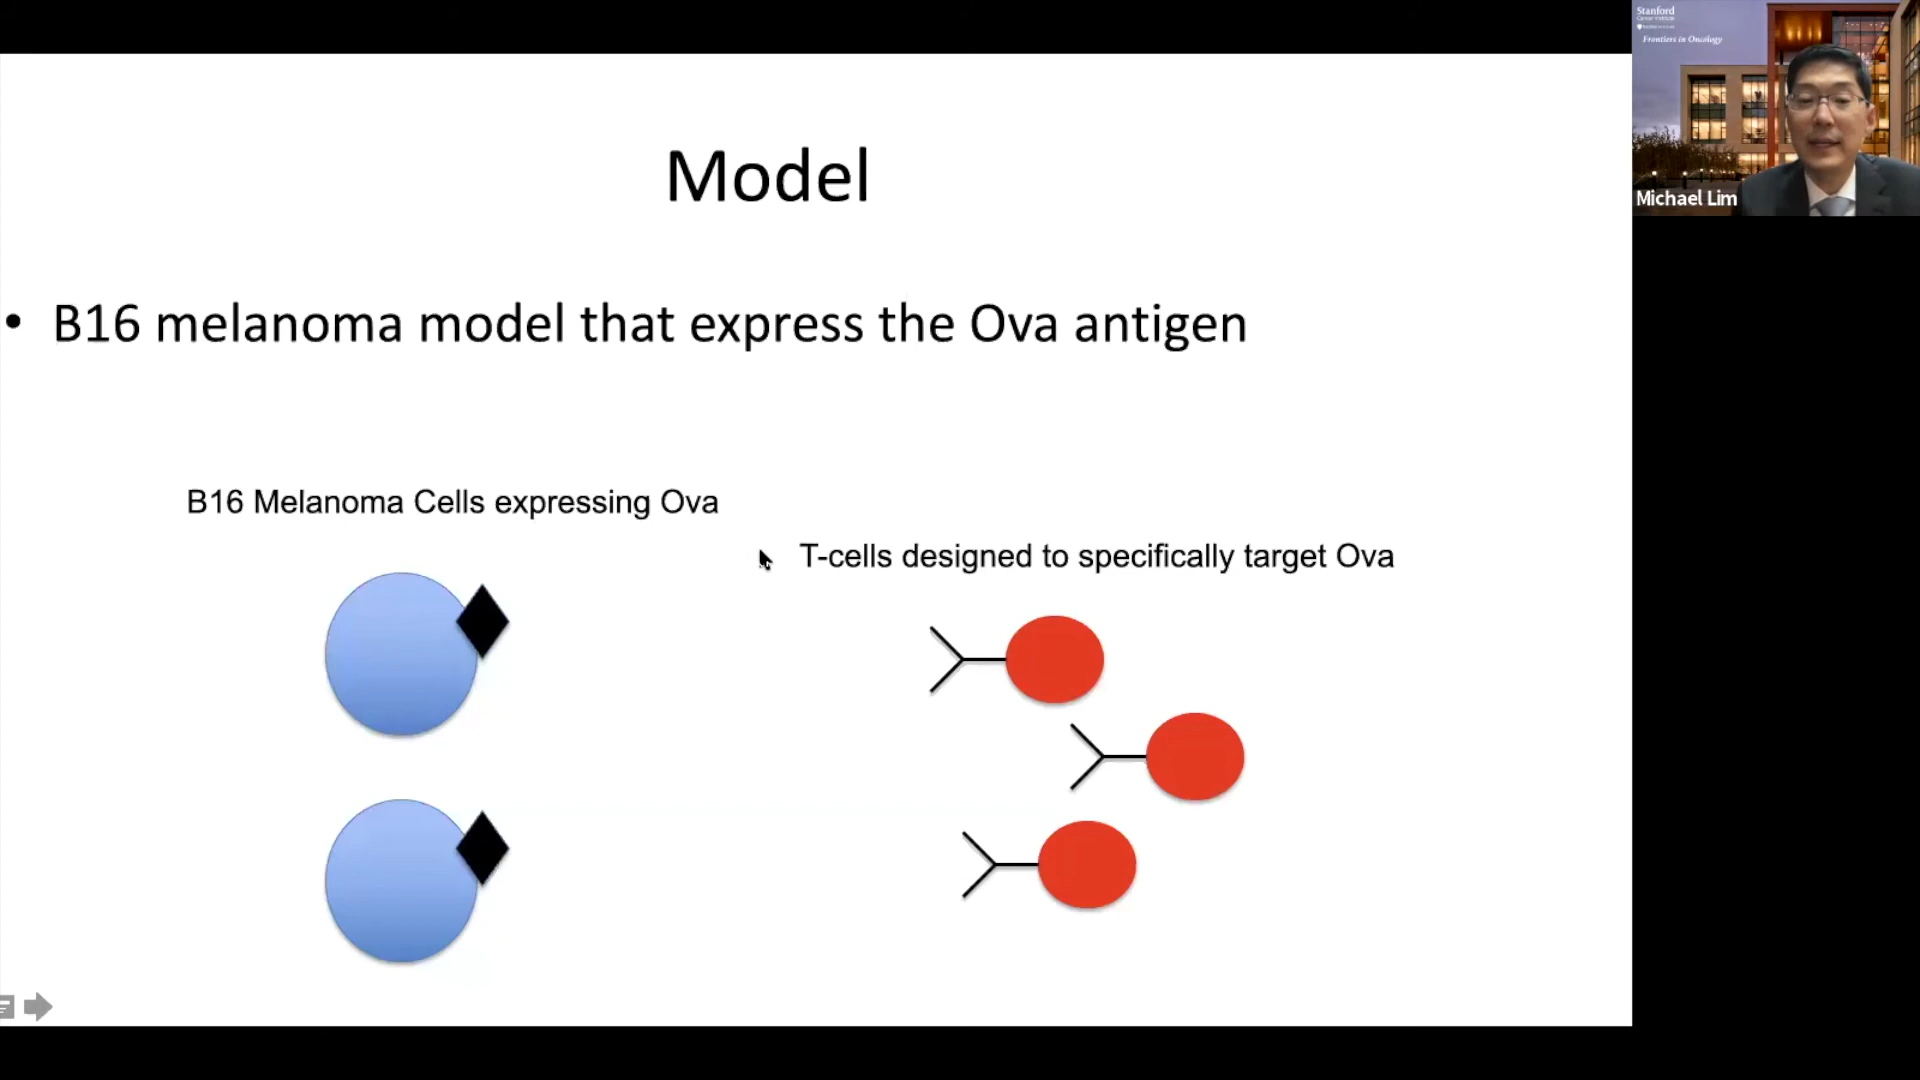 Model
• B16 melanoma model that express the Ova antigen
B16 Melanoma Cells expressing Ova
T-cells designed to specifically target Ova
Stanford
Frontiers in Oncology
Michael Lim